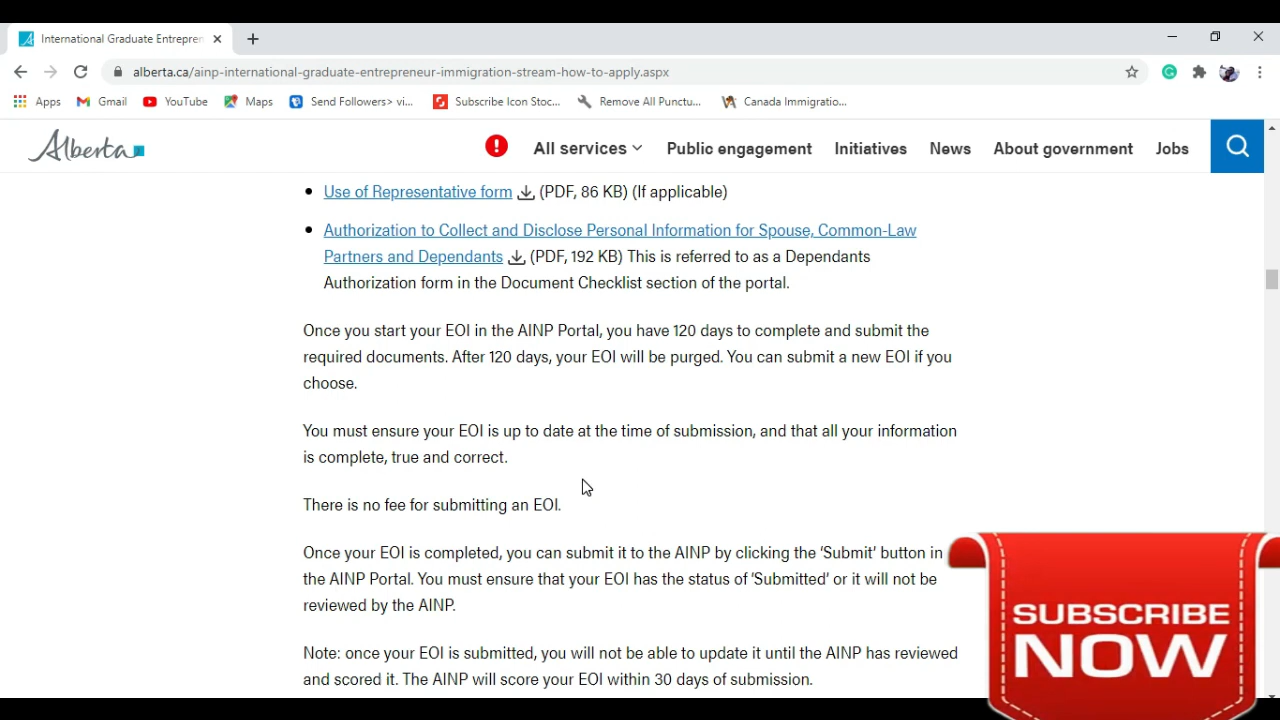 International Graduate Entrepren
alberta.ca/ainp-international-graduate-entrepreneur-immigration-stream-how-to-apply.aspx
Apps Gmail YouTube Maps Send Followers> vi... Subscribe Icon Stoc... Remove All Punctu... Canada Immigratio...
Alberta ! All services Public engagement Initiatives News About government Jobs
• Use of Representative form (PDF, 86 KB) (If applicable)
• Authorization to Collect and Disclose Personal Information for Spouse, Common-Law
Partners and Dependants (PDF, 192 KB) This is referred to as a Dependants
Authorization form in the Document Checklist section of the portal.
Once you start your EOI in the AINP Portal, you have 120 days to complete and submit the
required documents. After 120 days, your EOI will be purged. You can submit a new EOI if you
choose.
You must ensure your EOI is up to date at the time of submission, and that all your information
is complete, true and correct.
There is no fee for submitting an EOI.
Once your EOI is completed, you can submit it to the AINP by clicking the ‘Submit’ button in
the AINP Portal. You must ensure that your EOI has the status of ‘Submitted’ or it will not be
reviewed by the AINP.
Note: once your EOI is submitted, you will not be able to update it until the AINP has reviewed
and scored it. The AINP will score your EOI within 30 days of submission.
SUBSCRIBE
NOW